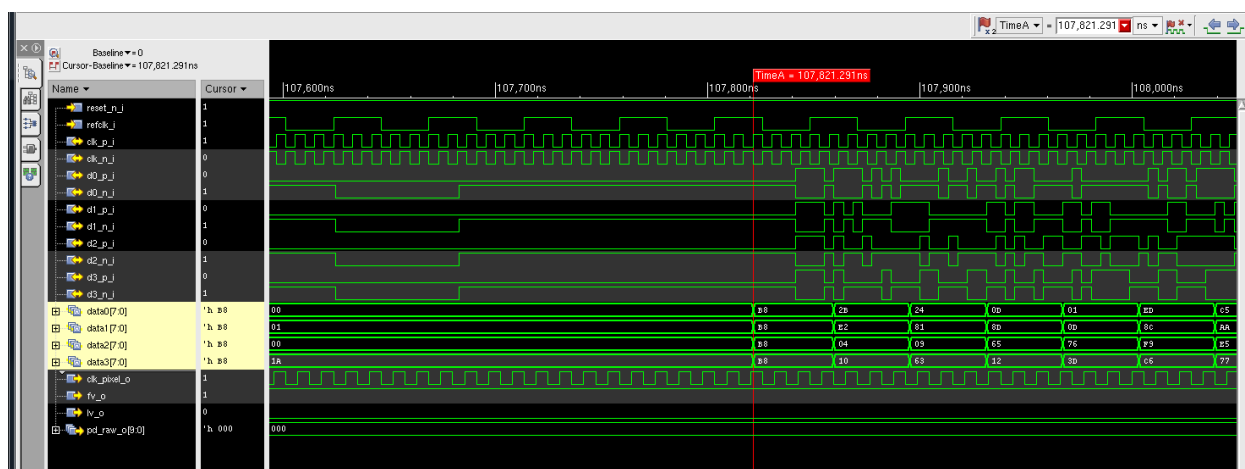 TimeA = 107,821.291 ns
x2
Baseline = 0
Cursor-Baseline = 107,821.291ns
TimeA = 107,821.291ns
Name Cursor 107,600ns 107,700ns 107,800ns 107,900ns 108,000ns
reset_n_i 1
refclk_i 1
clk_p_i 1
clk_n_i 0
d0_p_i 0
d0_n_i 1
d1_p_i 0
d1_n_i 1
d2_p_i 0
d2_n_i 1
d3_p_i 0
d3_n_i 1
data0[7:0] 'h B8 00 B8 2B 24 0D 01 ED C5
data1[7:0] 'h B8 01 B8 E2 81 8D 0D 8C AA
data2[7:0] 'h B8 00 B8 04 09 65 76 F9 E5
data3[7:0] 'h B8 1A B8 10 63 12 3D C6 77
clk_pixel_o 1
fv_o 1
lv_o 0
pd_raw_o[9:0] 'h 000 000